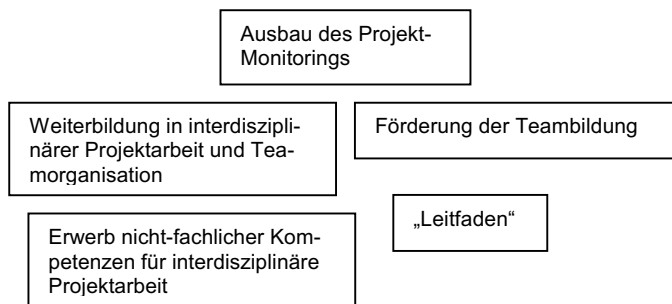 Ausbau des Projekt-
Monitorings
Weiterbildung in interdiszipli-
närer Projektarbeit und Tea-
morganisation
Förderung der Teambildung
„Leitfaden“
Erwerb nicht-fachlicher Kom-
petenzen für interdisziplinäre
Projektarbeit